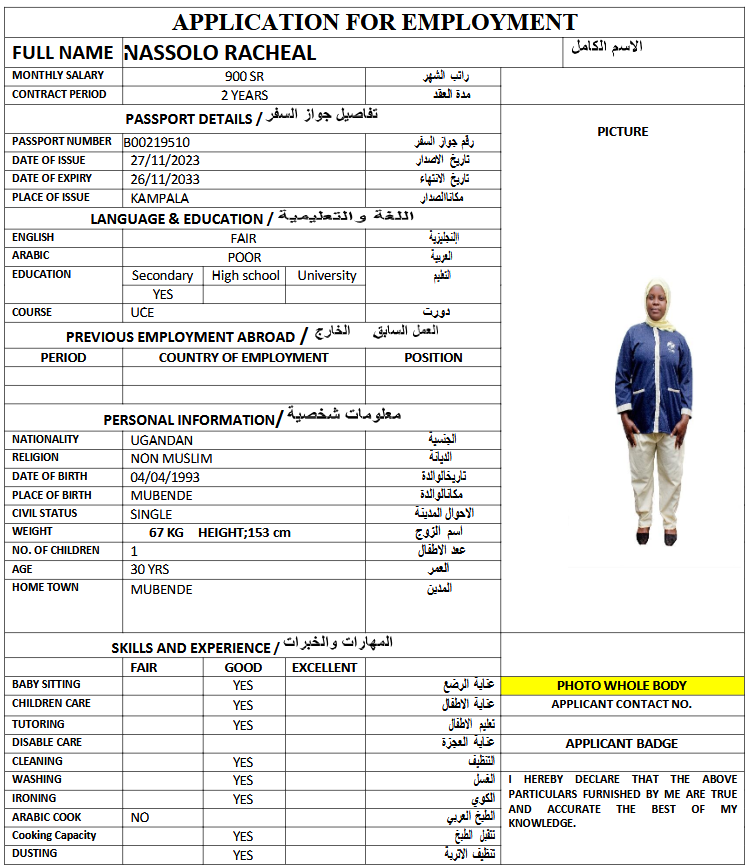 APPLICATION FOR EMPLOYMENT
FULL NAME NASSOLO RACHEAL الاسم الكامل
MONTHLY SALARY 900 SR راتب الشهر
CONTRACT PERIOD 2 YEARS مدة العقد
PASSPORT DETAILS / تفاصيل جواز السفر
PICTURE
PASSPORT NUMBER B00219510 رقم جواز السفر
DATE OF ISSUE 27/11/2023 تاريخ الاصدار
DATE OF EXPIRY 26/11/2033 تاريخ الانتهاء
PLACE OF ISSUE KAMPALA مكاناالصدار
LANGUAGE & EDUCATION / اللغة والتعليمية
ENGLISH FAIR اإلنجليزية
ARABIC POOR العربية
EDUCATION Secondary High school University التعليم
YES
COURSE UCE دورت
PREVIOUS EMPLOYMENT ABROAD / العمل السابق الخارج
PERIOD COUNTRY OF EMPLOYMENT POSITION
PERSONAL INFORMATION/ معلومات شخصية
NATIONALITY UGANDAN الجنسية
RELIGION NON MUSLIM الديانة
DATE OF BIRTH 04/04/1993 تاريخالوالدة
PLACE OF BIRTH MUBENDE مكانالوالدة
CIVIL STATUS SINGLE الاحوال المدينة
WEIGHT 67 KG HEIGHT;153 cm اسم الزوج
NO. OF CHILDREN 1 عدد الاطفال
AGE 30 YRS العمر
HOME TOWN MUBENDE المدين
SKILLS AND EXPERIENCE / المهارات والخبرات
FAIR GOOD EXCELLENT
BABY SITTING YES عناية الرضع
PHOTO WHOLE BODY
CHILDREN CARE YES عناية الاطفال
APPLICANT CONTACT NO.
TUTORING YES تعليم الاطفال
DISABLE CARE عناية العجزة
APPLICANT BADGE
CLEANING YES التنظيف
WASHING YES الغسل
IRONING YES الكوي
ARABIC COOK NO الطبخ العربي
Cooking Capacity YES الطبخ
DUSTING YES تنظيف الاتربة
I HEREBY DECLARE THAT THE ABOVE
PARTICULARS FURNISHED BY ME ARE TRUE
AND ACCURATE THE BEST OF MY
KNOWLEDGE.